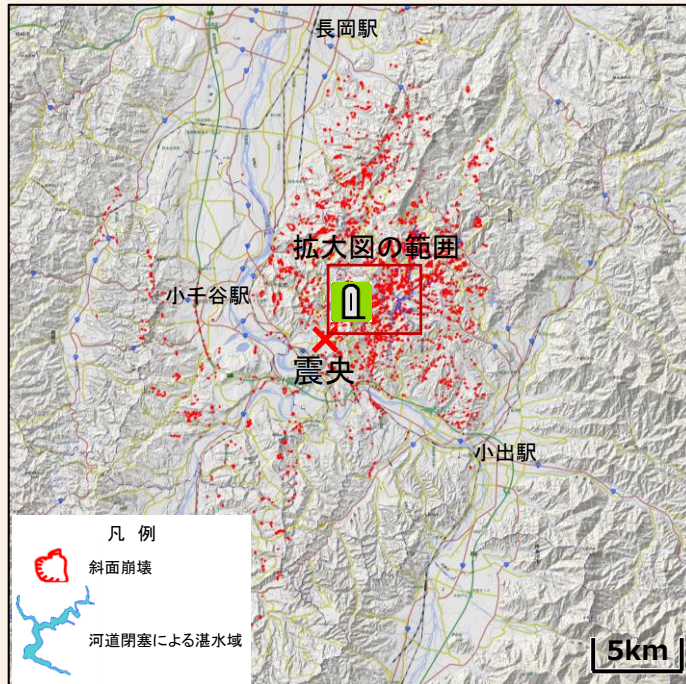 長岡駅
拡大図の範囲
小千谷駅
震央
小出駅
凡 例
斜面崩壊
河道閉塞による湛水域
5km